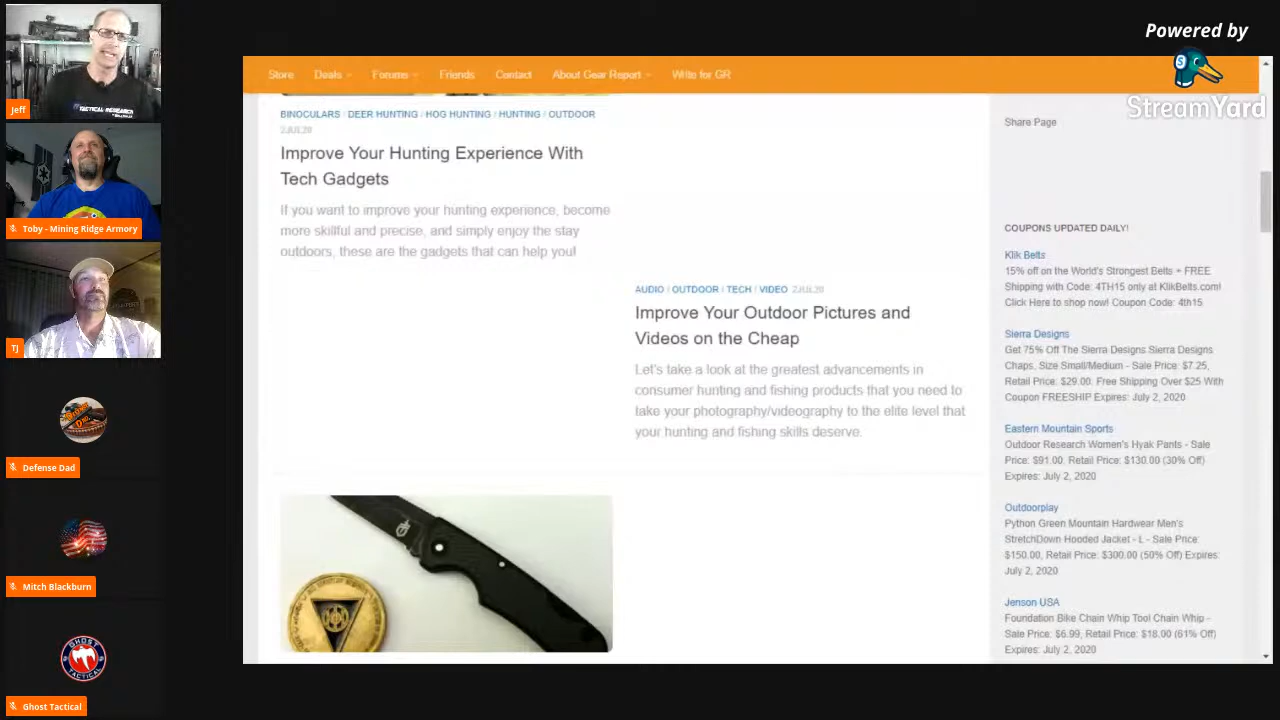 Powered by
StreamYard
Jeff
TACTICAL RESEARCH
Toby - Mining Ridge Armory
TJ
Defense Dad
Mitch Blackburn
GHOST
TACTICAL
Ghost Tactical
Store
Deals
Forums
Friends
Contact
About Gear Report
Write for GR
BINOCULARS / DEER HUNTING / HOG HUNTING / HUNTING / OUTDOOR
2JUL20
Improve Your Hunting Experience With
Tech Gadgets
If you want to improve your hunting experience, become
more skillful and precise, and simply enjoy the stay
outdoors, these are the gadgets that can help you!
AUDIO / OUTDOOR / TECH / VIDEO 2JUL20
Improve Your Outdoor Pictures and
Videos on the Cheap
Let's take a look at the greatest advancements in
consumer hunting and fishing products that you need to
take your photography/videography to the elite level that
your hunting and fishing skills deserve.
Share Page
COUPONS UPDATED DAILY!
Klik Belts
15% off on the World's Strongest Belts + FREE
Shipping with Code: 4TH15 only at KlikBelts.com!
Click Here to shop now! Coupon Code: 4th15
Sierra Designs
Get 75% Off The Sierra Designs Sierra Designs
Chaps, Size Small/Medium - Sale Price: $7.25,
Retail Price: $29.00. Free Shipping Over $25 With
Coupon FREESHIP Expires: July 2, 2020
Eastern Mountain Sports
Outdoor Research Women's Hyak Pants - Sale
Price: $91.00. Retail Price: $130.00 (30% Off)
Expires: July 2, 2020
Outdoorplay
Python Green Mountain Hardwear Men's
StretchDown Hooded Jacket - L - Sale Price:
$150.00, Retail Price: $300.00 (50% Off) Expires:
July 2, 2020
Jenson USA
Foundation Bike Chain Whip Tool Chain Whip -
Sale Price: $6.99, Retail Price: $18.00 (61% Off)
Expires: July 2, 2020